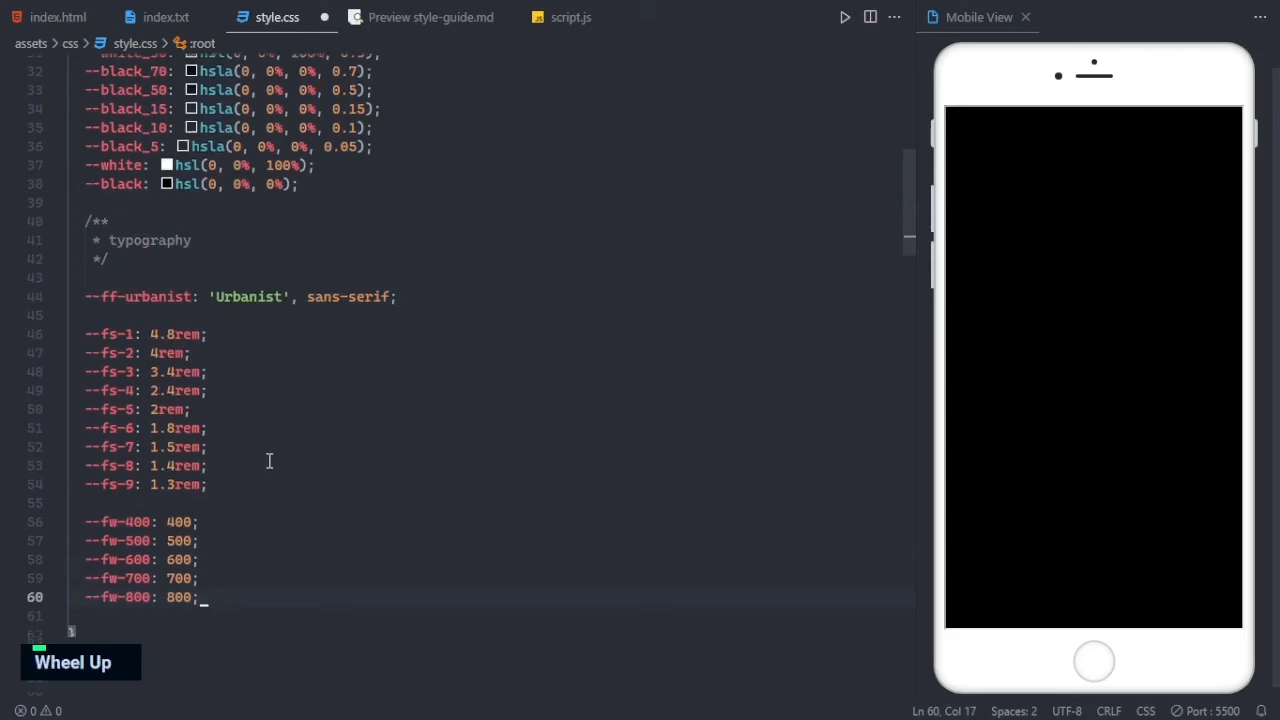 index.html index.txt style.css Preview style-guide.md script.js Mobile View
assets > css > style.css > :root
32 --black_70: hsla(0, 0%, 0%, 0.7);
33 --black_50: hsla(0, 0%, 0%, 0.5);
34 --black_15: hsla(0, 0%, 0%, 0.15);
35 --black_10: hsla(0, 0%, 0%, 0.1);
36 --black_5: hsla(0, 0%, 0%, 0.05);
37 --white: hsl(0, 0%, 100%);
38 --black: hsl(0, 0%, 0%);
39
40 /**
41 * typography
42 */
43
44 --ff-urbanist: 'Urbanist', sans-serif;
45
46 --fs-1: 4.8rem;
47 --fs-2: 4rem;
48 --fs-3: 3.4rem;
49 --fs-4: 2.4rem;
50 --fs-5: 2rem;
51 --fs-6: 1.8rem;
52 --fs-7: 1.5rem;
53 --fs-8: 1.4rem;
54 --fs-9: 1.3rem;
55
56 --fw-400: 400;
57 --fw-500: 500;
58 --fw-600: 600;
59 --fw-700: 700;
60 --fw-800: 800;
61
}
Wheel Up
0 0 Ln 60, Col 17 Spaces: 2 UTF-8 CRLF CSS Port : 5500